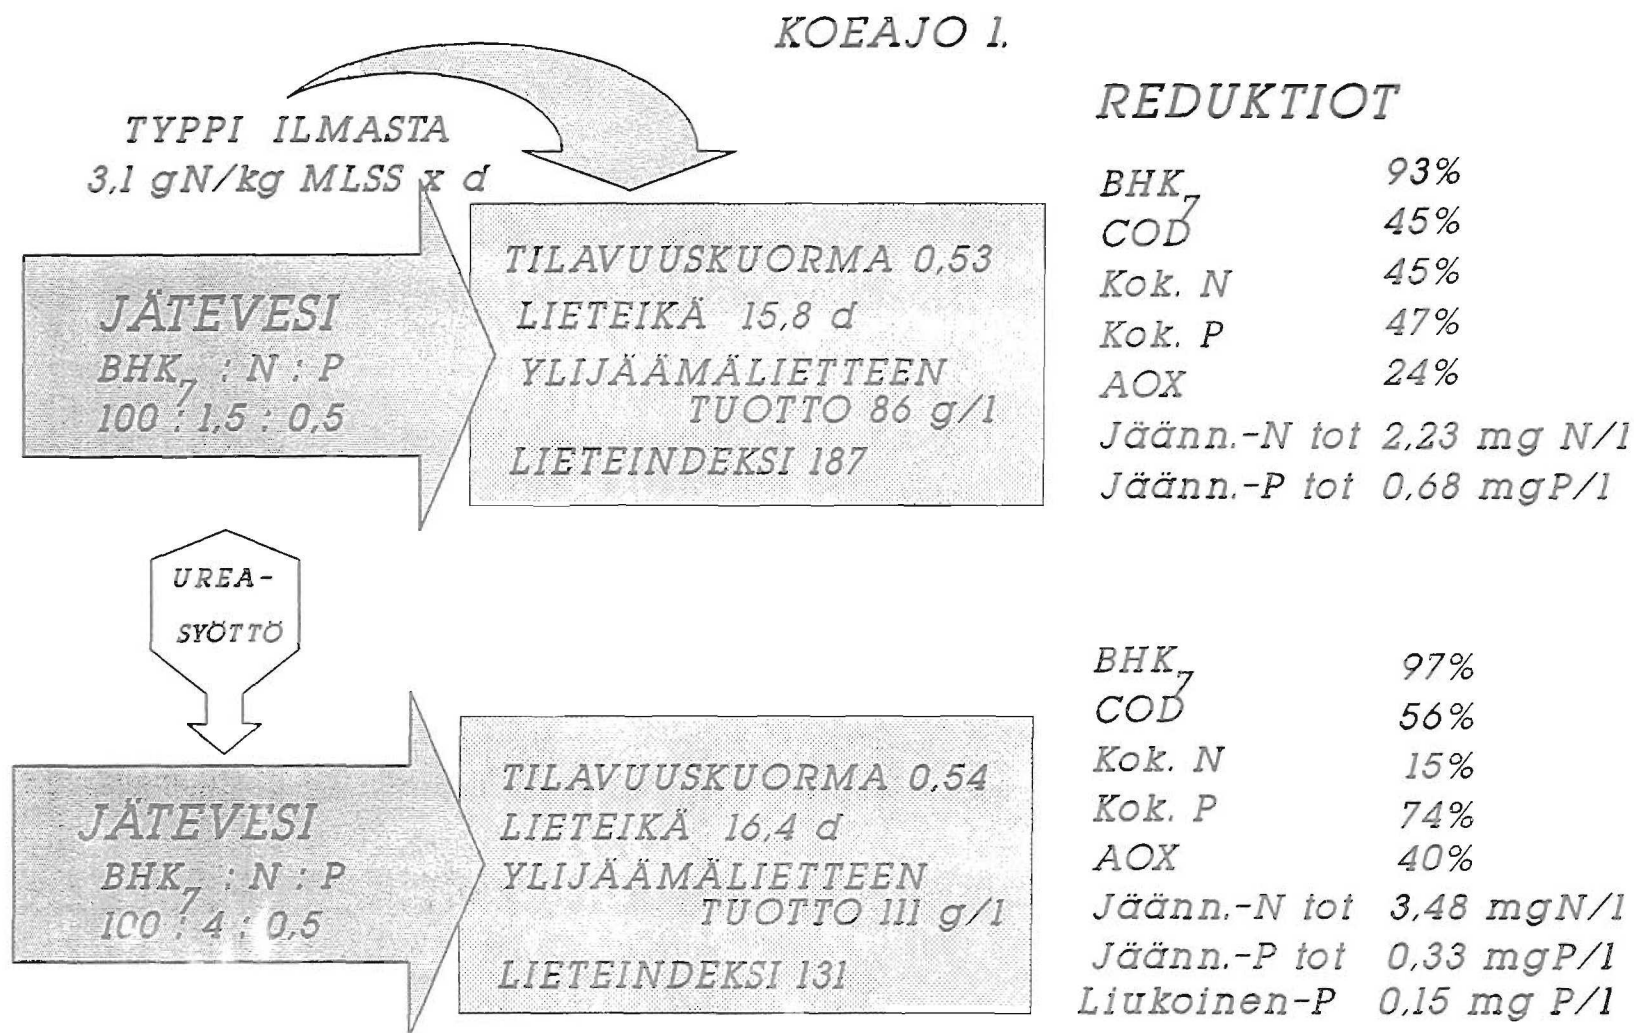 KOEAJO 1.
TYPPI ILMASTA
3,1 gN/kg MLSS x d
JÄTEVESI
BHK₇ : N : P
100 : 1,5 : 0,5
TILAVUUSKUORMA 0,53
LIETEIKÄ 15,8 d
YLIJÄÄMÄLIETTEEN
TUOTTO 86 g/l
LIETEINDEKSI 187
REDUKTIOT
BHK₇ 93%
COD 45%
Kok. N 45%
Kok. P 47%
AOX 24%
Jäänn.-N tot 2,23 mg N/l
Jäänn.-P tot 0,68 mgP/l
UREA-
SYÖTTÖ
JÄTEVESI
BHK₇ : N : P
100 : 4 : 0,5
TILAVUUSKUORMA 0,54
LIETEIKÄ 16,4 d
YLIJÄÄMÄLIETTEEN
TUOTTO 111 g/l
LIETEINDEKSI 131
BHK₇ 97%
COD 56%
Kok. N 15%
Kok. P 74%
AOX 40%
Jäänn.-N tot 3,48 mgN/l
Jäänn.-P tot 0,33 mgP/l
Liukoinen-P 0,15 mg P/l